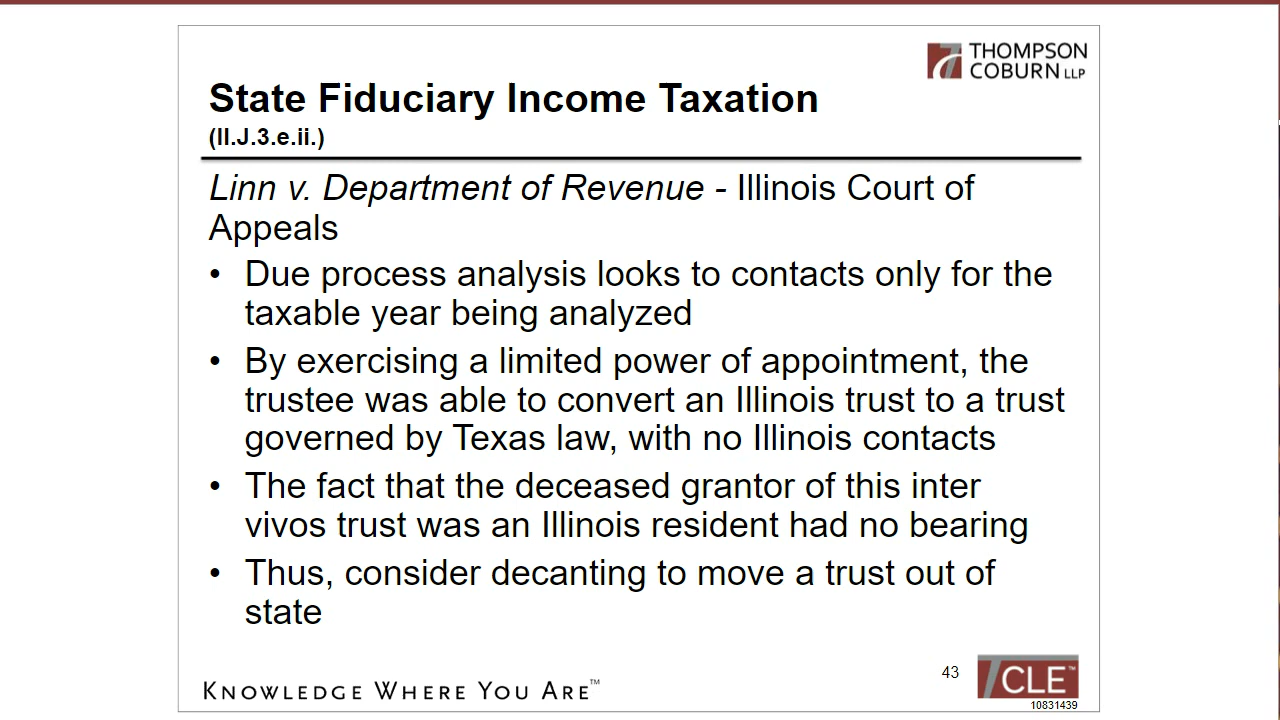 THOMPSON
COBURN LLP
State Fiduciary Income Taxation
(II.J.3.e.ii.)
Linn v. Department of Revenue - Illinois Court of
Appeals
• Due process analysis looks to contacts only for the
taxable year being analyzed
• By exercising a limited power of appointment, the
trustee was able to convert an Illinois trust to a trust
governed by Texas law, with no Illinois contacts
• The fact that the deceased grantor of this inter
vivos trust was an Illinois resident had no bearing
• Thus, consider decanting to move a trust out of
state
KNOWLEDGE WHERE YOU ARE™
43
CLE™
10831439